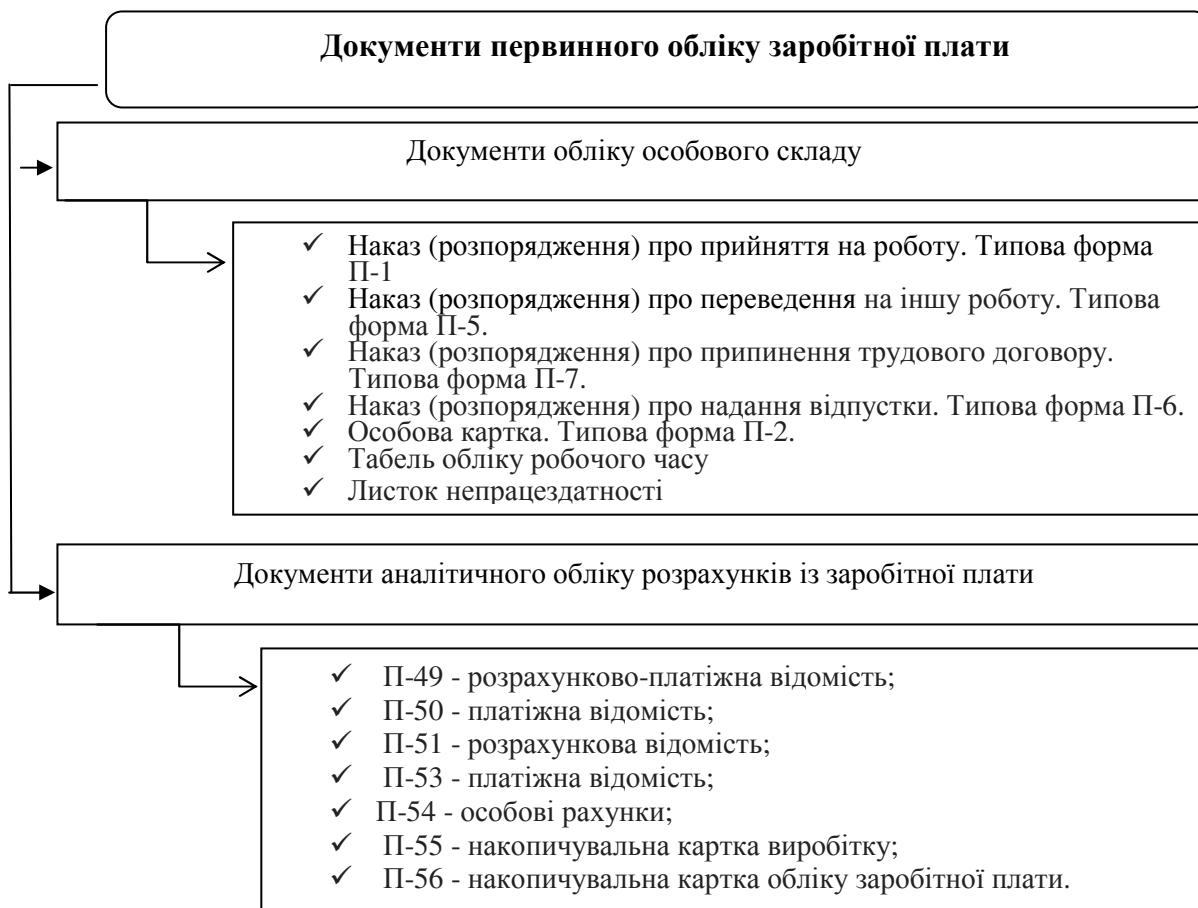 Документи первинного обліку заробітної плати
Документи обліку особового складу
✓ Наказ (розпорядження) про прийняття на роботу. Типова форма
П-1
✓ Наказ (розпорядження) про переведення на іншу роботу. Типова
форма П-5.
✓ Наказ (розпорядження) про припинення трудового договору.
Типова форма П-7.
✓ Наказ (розпорядження) про надання відпустки. Типова форма П-6.
✓ Особова картка. Типова форма П-2.
✓ Табель обліку робочого часу
✓ Листок непрацездатності
Документи аналітичного обліку розрахунків із заробітної плати
✓ П-49 - розрахунково-платіжна відомість;
✓ П-50 - платіжна відомість;
✓ П-51 - розрахункова відомість;
✓ П-53 - платіжна відомість;
✓ П-54 - особові рахунки;
✓ П-55 - накопичувальна картка виробітку;
✓ П-56 - накопичувальна картка обліку заробітної плати.